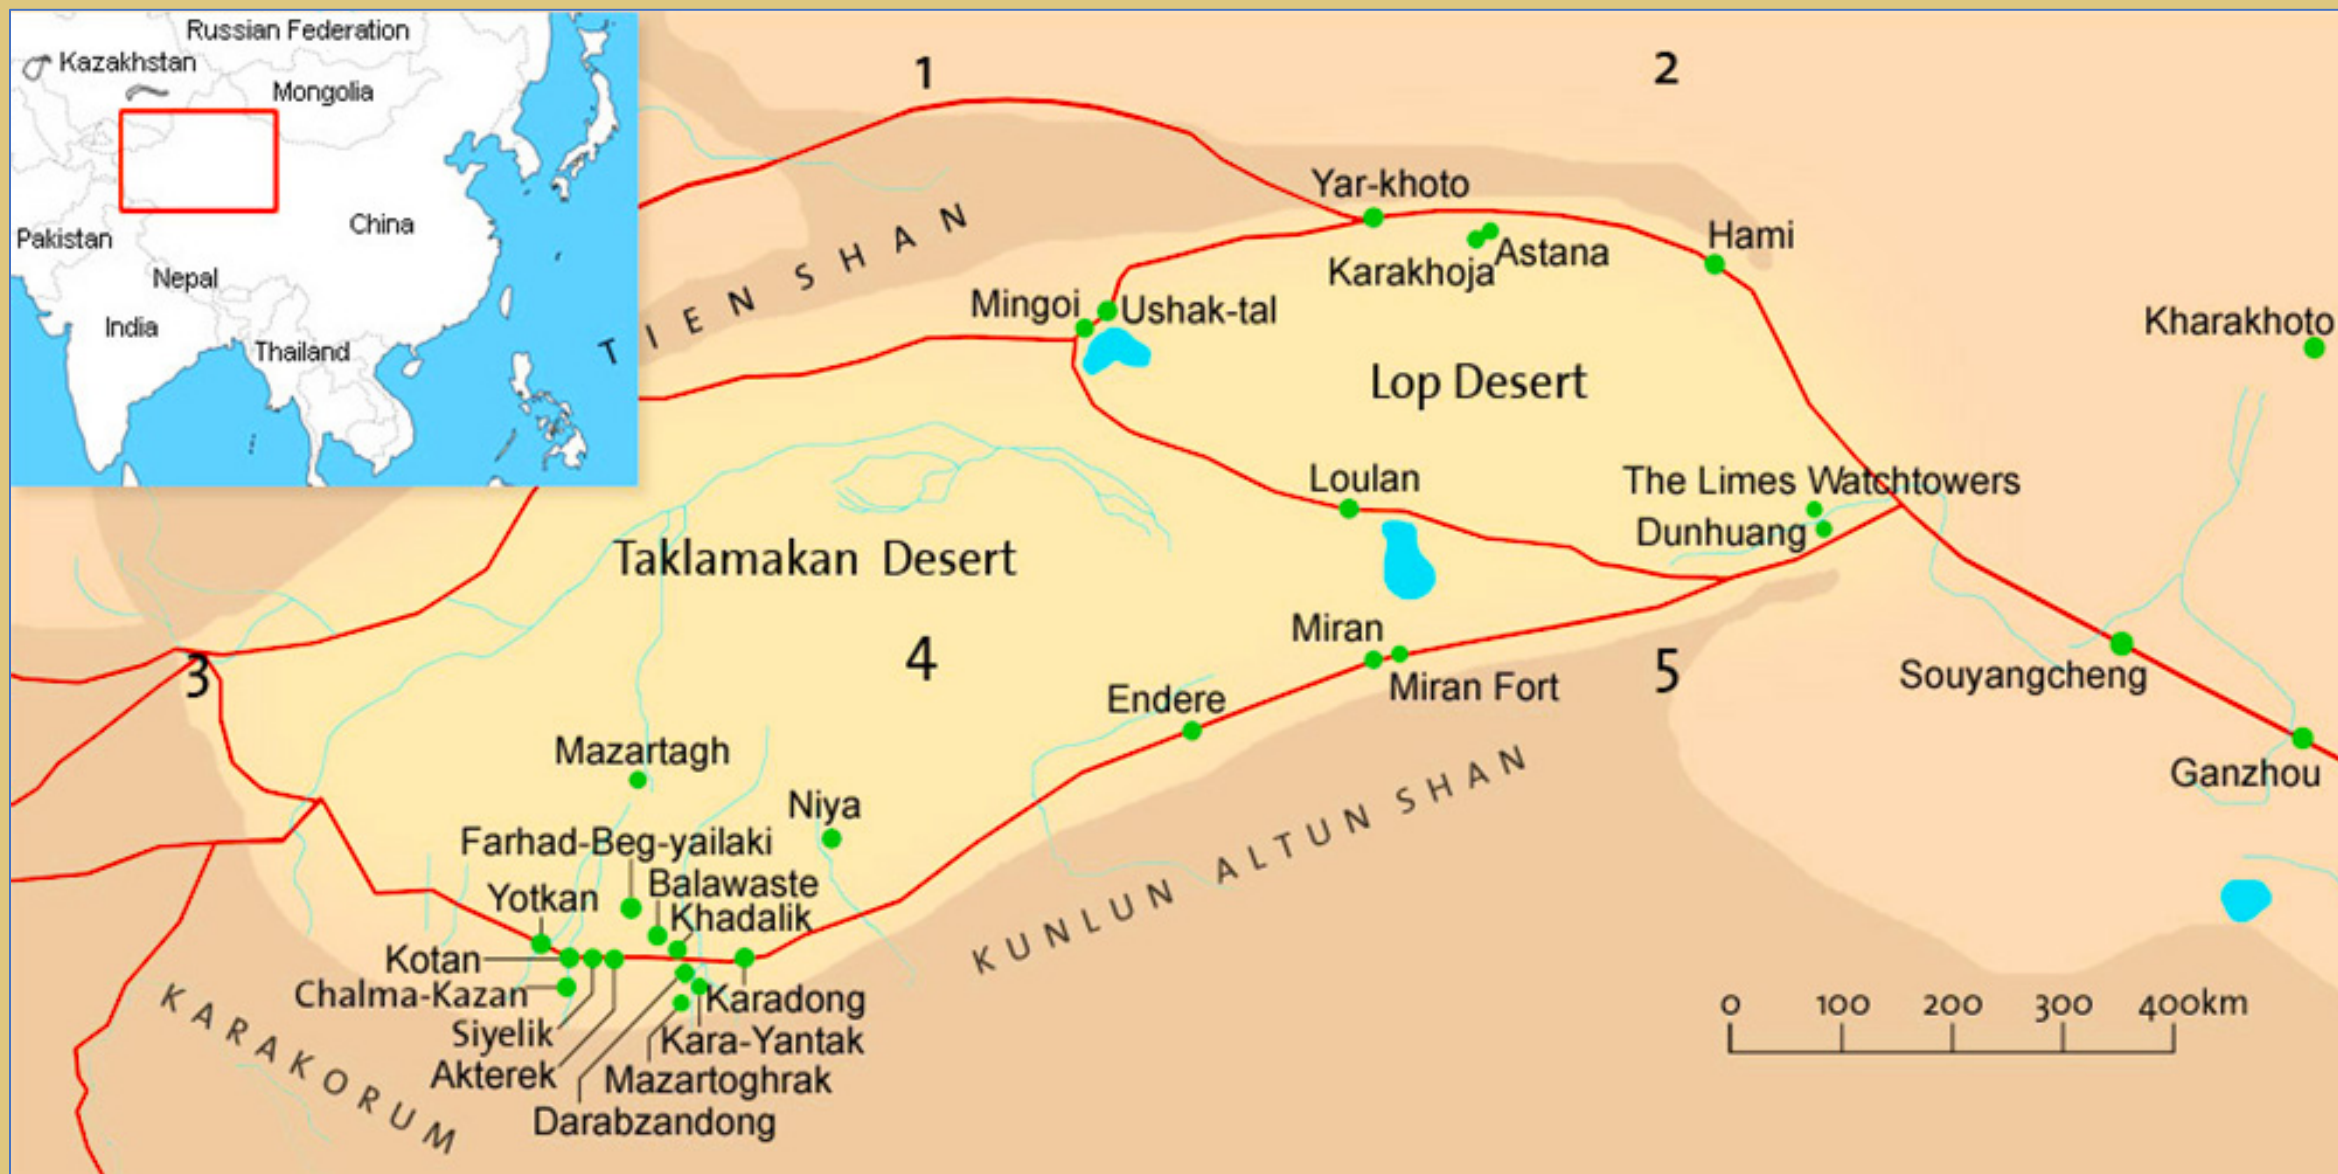 Russian Federation
Kazakhstan
Mongolia
China
Pakistan
Nepal
India
Thailand
1
2
Yar-khoto
Hami
Astana
Karakhoja
TIEN SHAN
Mingoi
Ushak-tal
Kharakhoto
Lop Desert
Loulan
The Limes Watchtowers
Dunhuang
Taklamakan Desert
3
4
5
Miran
Miran Fort
Souyangcheng
Endere
Mazartagh
Ganzhou
Niya
KUNLUN ALTUN SHAN
Farhad-Beg-yailaki
Balawaste
Yotkan
Khadalik
Kotan
Chalma-Kazan
Karadong
Siyelik
Kara-Yantak
Akterek
Mazartoghrak
Darabzandong
KARAKORUM
0 100 200 300 400km